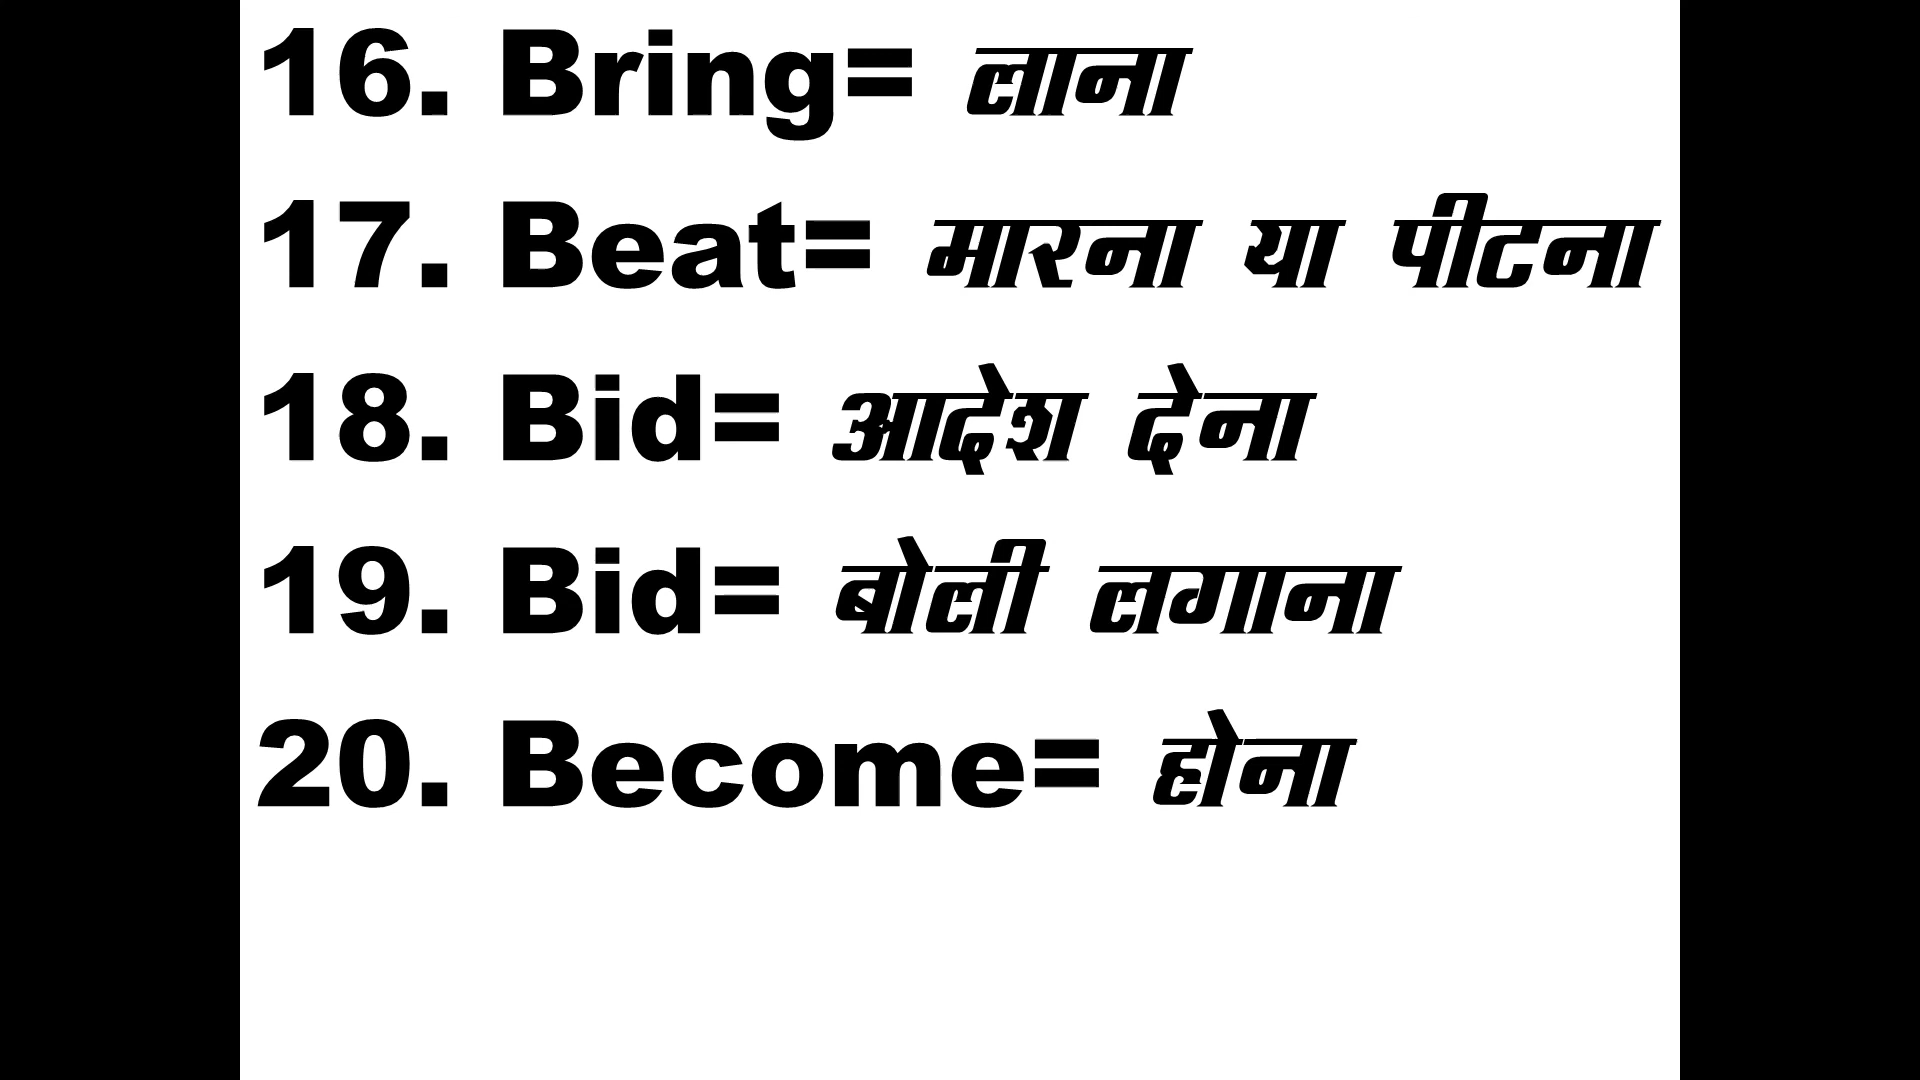 16. Bring= लाना
17. Beat= मारना या पीटना
18. Bid= आदेश देना
19. Bid= बोली लगाना
20. Become= होना